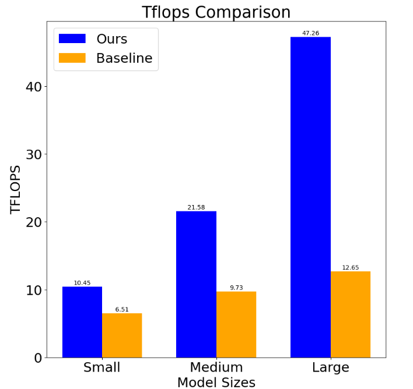 Tflops Comparison
Ours
Baseline
47.26
21.58
12.65
10.45
9.73
6.51
40
30
20
10
0
TFLOPS
Small Medium Large
Model Sizes